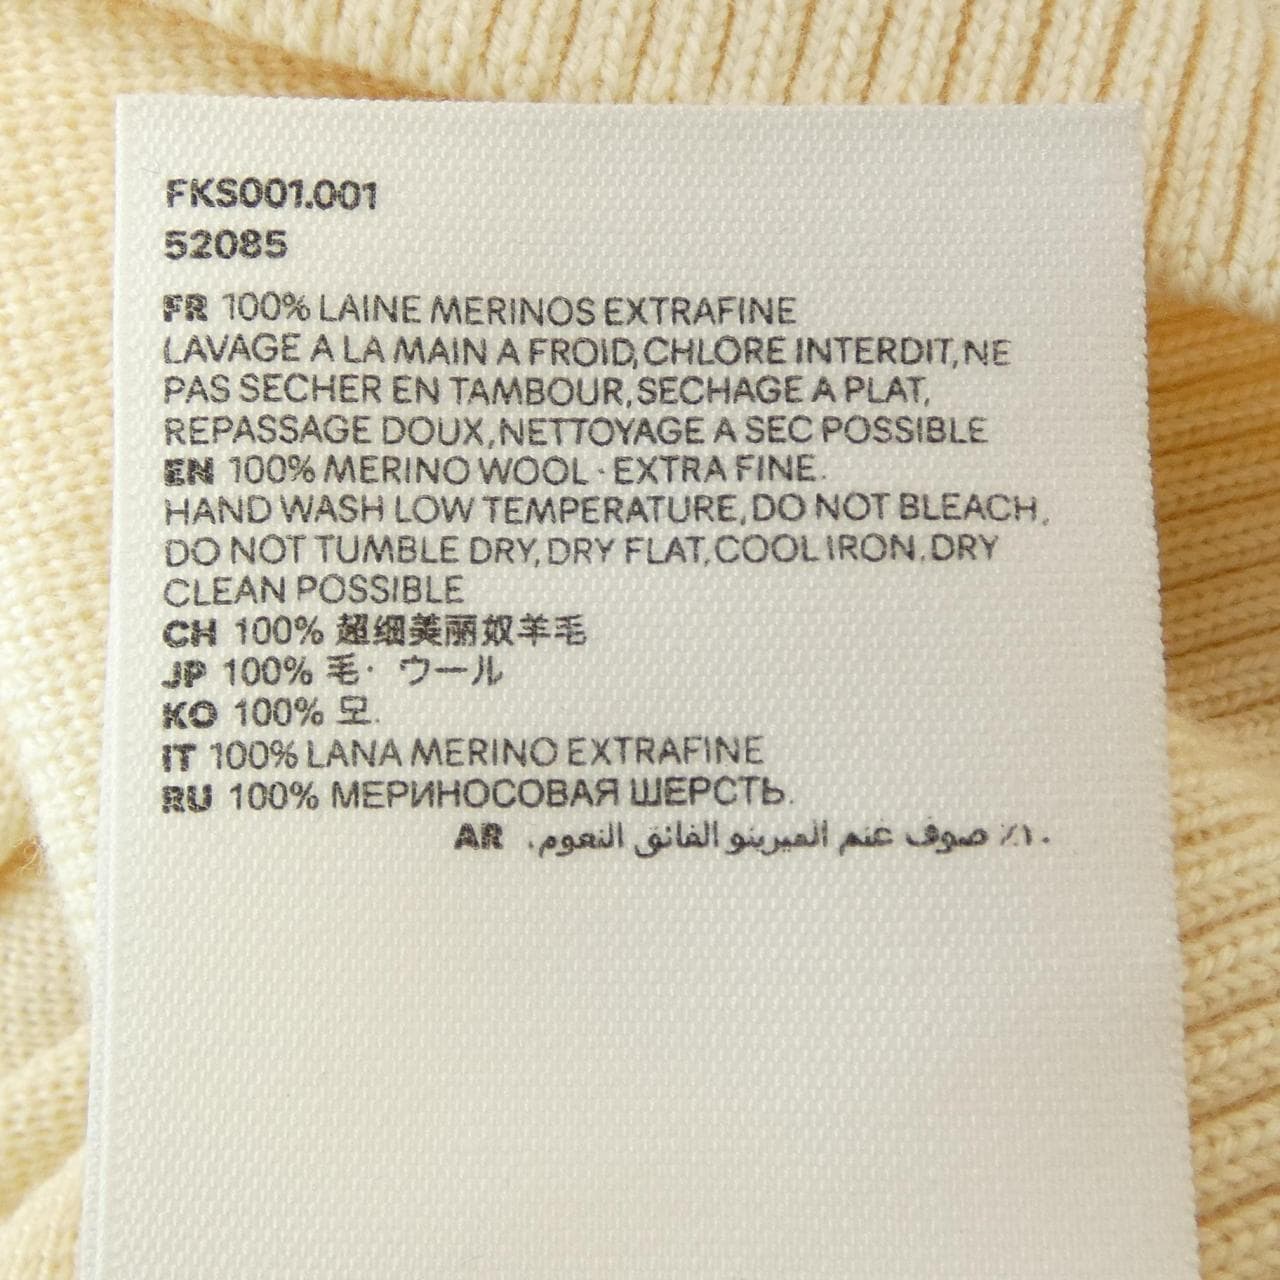 FKS001.001
52085
FR 100% LAINE MERINOS EXTRAFINE
LAVAGE A LA MAIN A FROID, CHLORE INTERDIT, NE
PAS SECHER EN TAMBOUR, SECHAGE A PLAT,
REPASSAGE DOUX, NETTOYAGE A SEC POSSIBLE
EN 100% MERINO WOOL · EXTRA FINE.
HAND WASH LOW TEMPERATURE, DO NOT BLEACH,
DO NOT TUMBLE DRY, DRY FLAT, COOL IRON, DRY
CLEAN POSSIBLE
CH 100% 超细美丽奴羊毛
JP 100% 毛· ウール
KO 100% 모.
IT 100% LANA MERINO EXTRAFINE
RU 100% МЕРИНОСОВАЯ ШЕРСТЬ.
AR .صوف غنم الميرينو الفائق النعوم ٪١٠٠